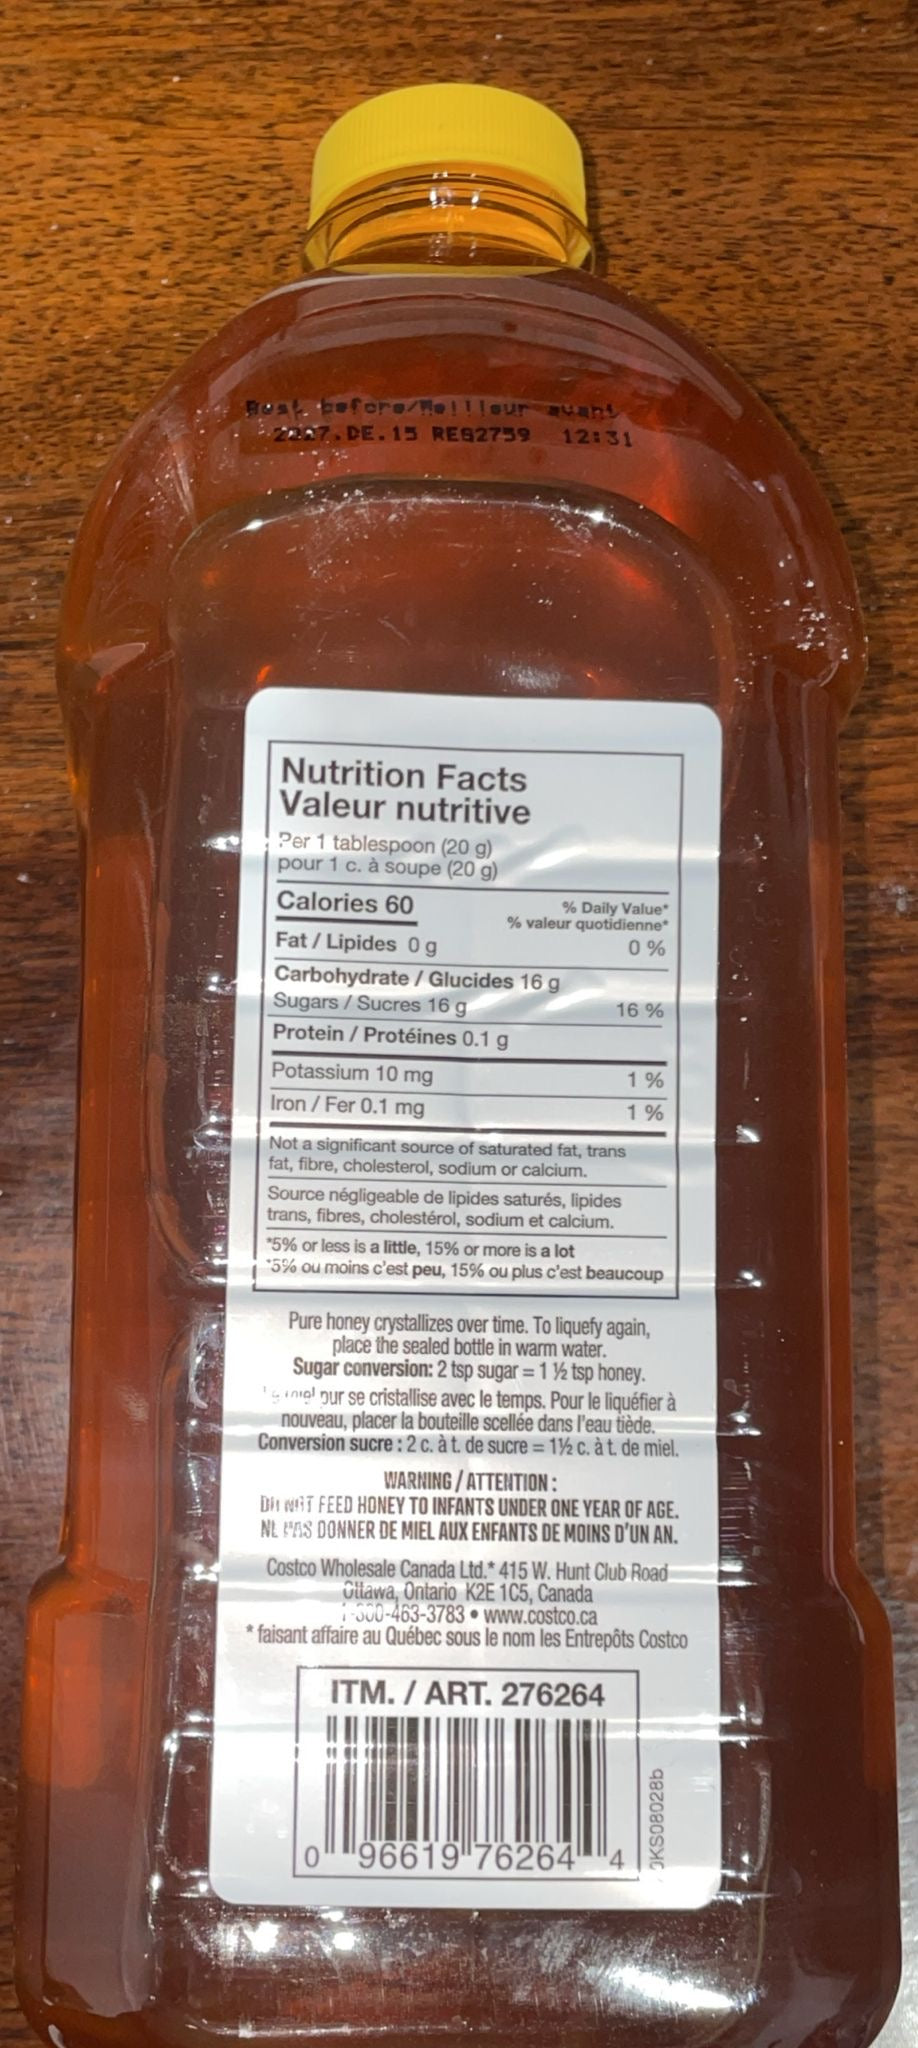 Best before/Meilleur avant
2027.DE.15 REG2759 12:31
Nutrition Facts
Valeur nutritive
Per 1 tablespoon (20 g)
pour 1 c. à soupe (20 g)
Calories 60
% Daily Value*
% valeur quotidienne*
Fat / Lipides 0 g 0 %
Carbohydrate / Glucides 16 g
Sugars / Sucres 16 g 16 %
Protein / Protéines 0.1 g
Potassium 10 mg 1 %
Iron / Fer 0.1 mg 1 %
Not a significant source of saturated fat, trans
fat, fibre, cholesterol, sodium or calcium.
Source négligeable de lipides saturés, lipides
trans, fibres, cholestérol, sodium et calcium.
*5% or less is a little, 15% or more is a lot
*5% ou moins c'est peu, 15% ou plus c'est beaucoup
Pure honey crystallizes over time. To liquefy again,
place the sealed bottle in warm water.
Sugar conversion: 2 tsp sugar = 1 ½ tsp honey.
Le miel pur se cristallise avec le temps. Pour le liquéfier à
nouveau, placer la bouteille scellée dans l'eau tiède.
Conversion sucre : 2 c. à t. de sucre = 1½ c. à t. de miel.
WARNING / ATTENTION :
DO NOT FEED HONEY TO INFANTS UNDER ONE YEAR OF AGE.
NE PAS DONNER DE MIEL AUX ENFANTS DE MOINS D'UN AN.
Costco Wholesale Canada Ltd.* 415 W. Hunt Club Road
Ottawa, Ontario K2E 1C5, Canada
1-800-463-3783 • www.costco.ca
* faisant affaire au Québec sous le nom les Entrepôts Costco
ITM. / ART. 276264
0 96619 76264 4